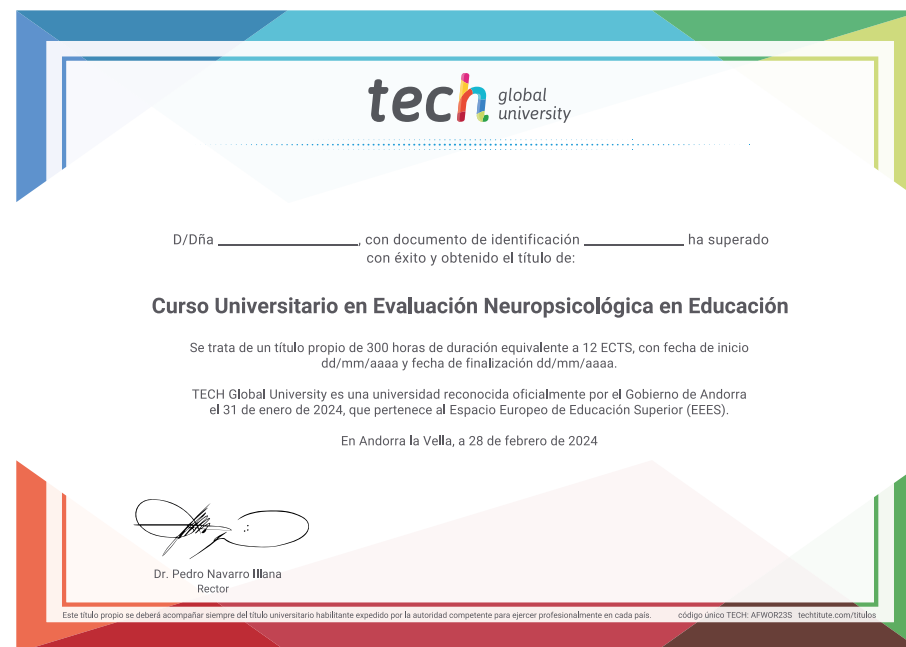 tech global
university
D/Dña ____________________, con documento de identificación ______________ ha superado
con éxito y obtenido el título de:
Curso Universitario en Evaluación Neuropsicológica en Educación
Se trata de un título propio de 300 horas de duración equivalente a 12 ECTS, con fecha de inicio
dd/mm/aaaa y fecha de finalización dd/mm/aaaa.
TECH Global University es una universidad reconocida oficialmente por el Gobierno de Andorra
el 31 de enero de 2024, que pertenece al Espacio Europeo de Educación Superior (EEES).
En Andorra la Vella, a 28 de febrero de 2024
Dr. Pedro Navarro Illana
Rector
Este título propio se deberá acompañar siempre del título universitario habilitante expedido por la autoridad competente para ejercer profesionalmente en cada país. código único TECH: AFWOR23S techtitute.com/titulos